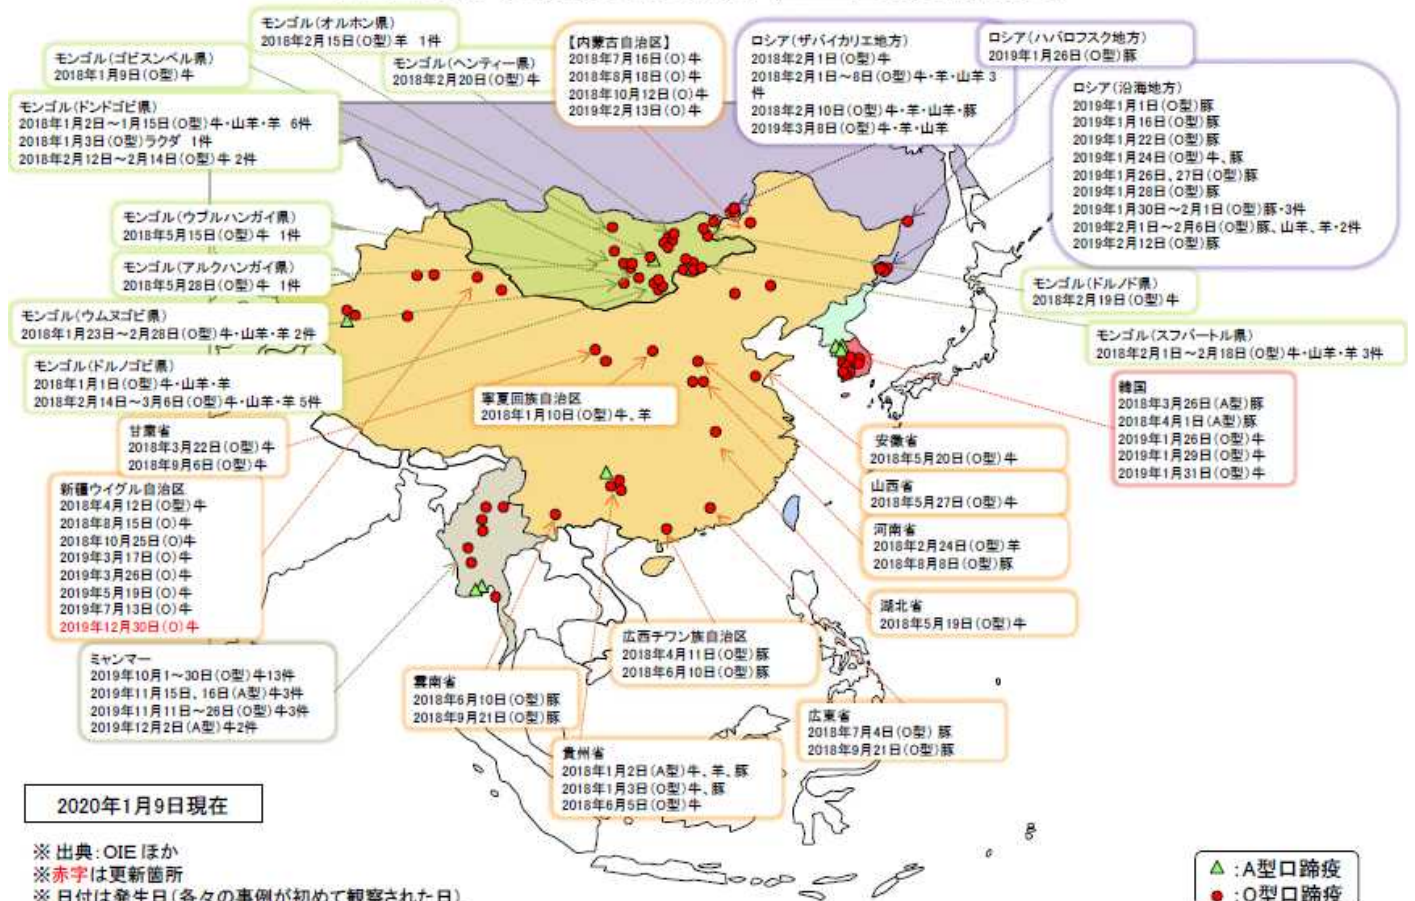 モンゴル(オルホン県)
2018年2月15日(O型)羊 1件
モンゴル(ゴビスンベル県)
2018年1月9日(O型)牛
モンゴル(ヘンティー県)
2018年2月20日(O型)牛
【内蒙古自治区】
2018年7月16日(O)牛
2018年8月18日(O)牛
2018年10月12日(O)牛
2019年2月13日(O)牛
ロシア(ザバイカリエ地方)
2018年2月1日(O型)牛
2018年2月1日~8日(O型)牛・羊・山羊 3
件
2018年2月10日(O型)牛・羊・山羊・豚
2019年3月8日(O型)牛・羊・山羊
ロシア(ハバロフスク地方)
2019年1月26日(O型)豚
ロシア(沿海地方)
2019年1月1日(O型)豚
2019年1月16日(O型)豚
2019年1月22日(O型)豚
2019年1月24日(O型)牛、豚
2019年1月26日、27日(O型)豚
2019年1月28日(O型)豚
2019年1月30日~2月1日(O型)豚・3件
2019年2月1日~2月6日(O型)豚、山羊、羊・2件
2019年2月12日(O型)豚
モンゴル(ドンドゴビ県)
2018年1月2日~1月15日(O型)牛・山羊・羊 6件
2018年1月3日(O型)ラクダ 1件
2018年2月12日~2月14日(O型)牛 2件
モンゴル(ウブルハンガイ県)
2018年5月15日(O型)牛 1件
モンゴル(アルクハンガイ県)
2018年5月28日(O型)牛 1件
モンゴル(ウムヌゴビ県)
2018年1月23日~2月28日(O型)牛・山羊・羊 2件
モンゴル(ドルノゴビ県)
2018年1月1日(O型)牛・山羊・羊
2018年2月14日~3月6日(O型)牛・山羊・羊 5件
モンゴル(ドルノド県)
2018年2月19日(O型)牛
モンゴル(スフバートル県)
2018年2月1日~2月18日(O型)牛・山羊・羊 3件
韓国
2018年3月26日(A型)豚
2018年4月1日(A型)豚
2019年1月26日(O型)牛
2019年1月29日(O型)牛
2019年1月31日(O型)牛
寧夏回族自治区
2018年1月10日(O型)牛、羊
甘粛省
2018年3月22日(O型)牛
2018年9月6日(O型)牛
安徽省
2018年5月20日(O型)牛
山西省
2018年5月27日(O型)牛
河南省
2018年2月24日(O型)羊
2018年8月8日(O型)豚
湖北省
2018年5月19日(O型)牛
新疆ウイグル自治区
2018年4月12日(O型)牛
2018年8月15日(O)牛
2018年10月25日(O)牛
2019年3月17日(O)牛
2019年3月26日(O)牛
2019年5月19日(O)牛
2019年7月13日(O)牛
2019年12月30日(O)牛
ミャンマー
2019年10月1~30日(O型)牛13件
2019年11月15日、16日(A型)牛3件
2019年11月11日~26日(O型)牛3件
2019年12月2日(A型)牛2件
雲南省
2018年6月10日(O型)豚
2018年9月21日(O型)豚
広西チワン族自治区
2018年4月11日(O型)豚
2018年6月10日(O型)豚
貴州省
2018年1月2日(A型)牛、羊、豚
2018年1月3日(O型)牛、豚
2018年6月5日(O型)牛
広東省
2018年7月4日(O型) 豚
2018年9月21日(O型)豚
2020年1月9日現在
※ 出典:OIE ほか
※赤字は更新箇所
※ 日付は発生日(各々の事例が初めて観察された日)
:A型口蹄疫
:O型口蹄疫